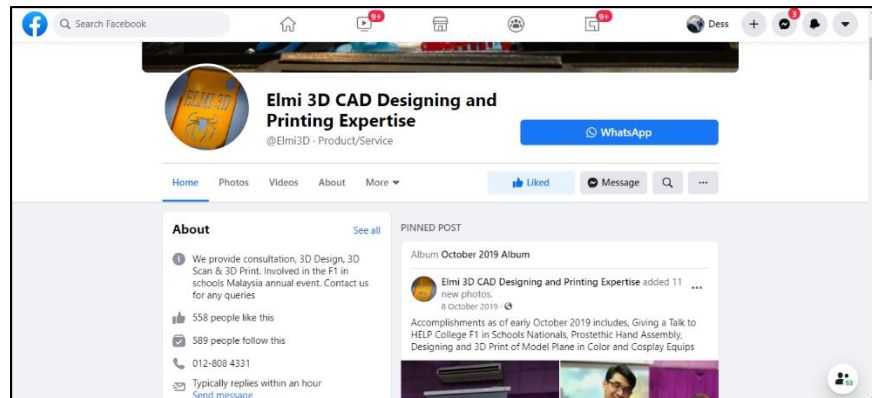 Search Facebook
9+
9+
Dess
3
ELMI 3D
Elmi 3D CAD Designing and
Printing Expertise
@Elmi3D · Product/Service
WhatsApp
Home Photos Videos About More
Liked
Message
About
See all
We provide consultation, 3D Design, 3D
Scan & 3D Print. Involved in the F1 in
schools Malaysia annual event. Contact us
for any queries
558 people like this
589 people follow this
012-808 4331
Typically replies within an hour
Send message
PINNED POST
Album October 2019 Album
Elmi 3D CAD Designing and Printing Expertise added 11
new photos.
8 October 2019 ·
Accomplishments as of early October 2019 includes, Giving a Talk to
HELP College F1 in Schools Nationals, Prostethic Hand Assembly,
Designing and 3D Print of Model Plane in Color and Cosplay Equips